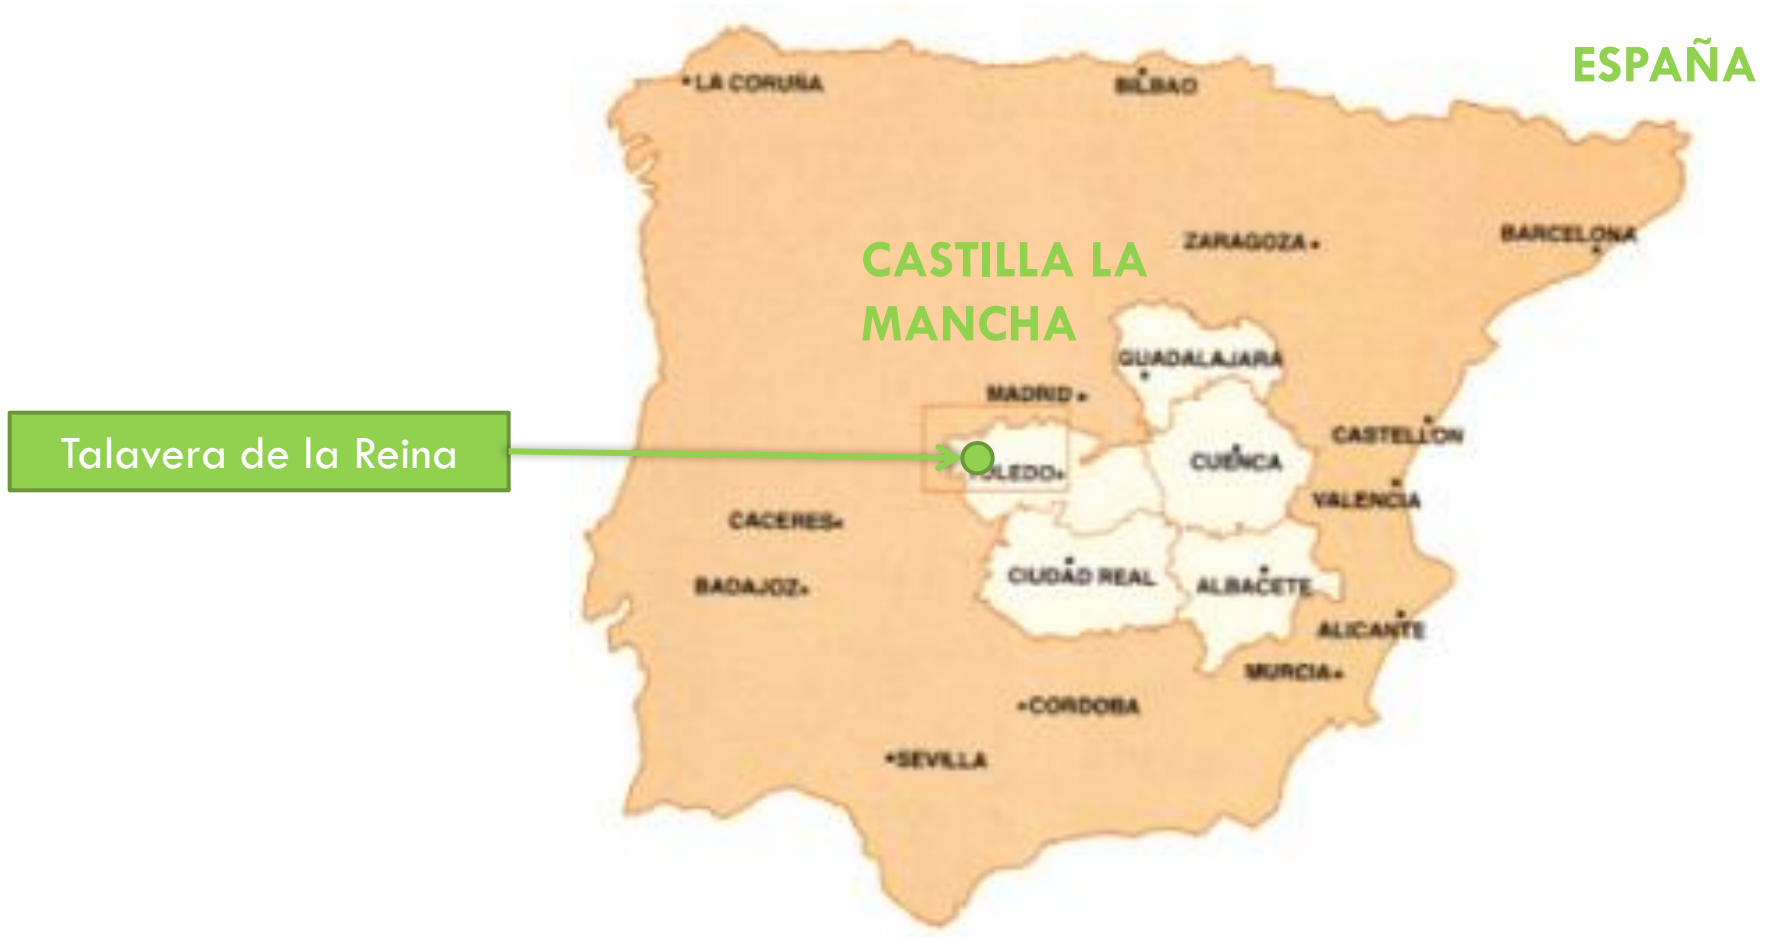 ESPAÑA
LA CORUÑA
BILBAO
ZARAGOZA
BARCELONA
CASTILLA LA
MANCHA
GUADALAJARA
MADRID
Talavera de la Reina
CASTELLON
CUENCA
TOLEDO
VALENCIA
CACERES
CIUDAD REAL
BADAJOZ
ALBACETE
ALICANTE
MURCIA
CORDOBA
SEVILLA